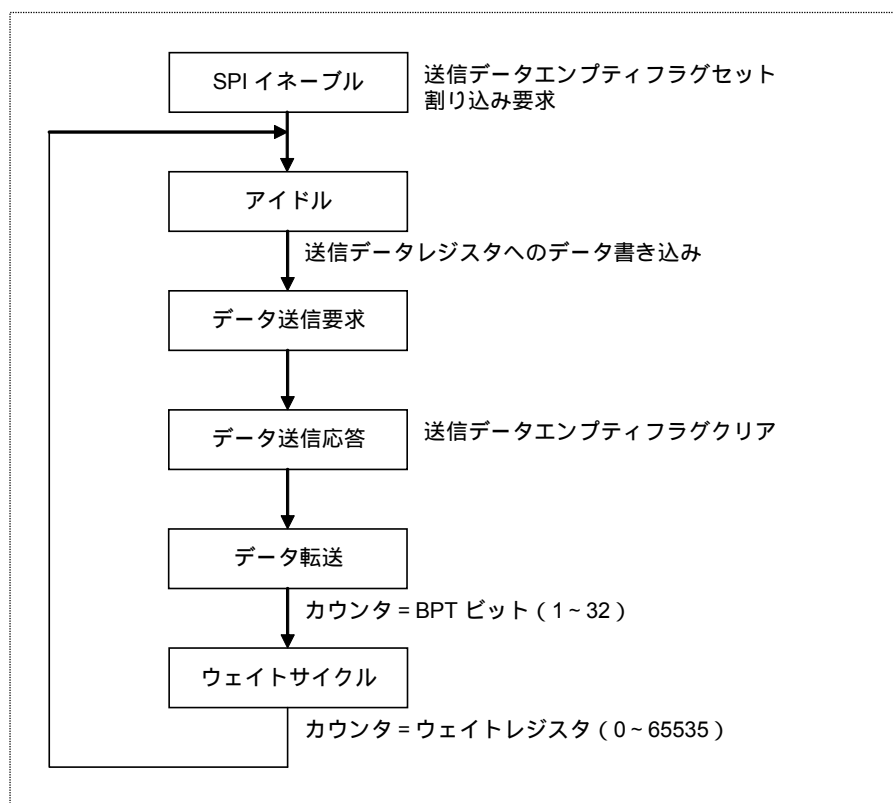 SPI イネーブル
送信データエンプティフラグセット
割り込み要求
アイドル
送信データレジスタへのデータ書き込み
データ送信要求
データ送信応答
送信データエンプティフラグクリア
データ転送
カウンタ = BPT ビット ( 1 ~ 32 )
ウェイトサイクル
カウンタ = ウェイトレジスタ ( 0 ~ 65535 )